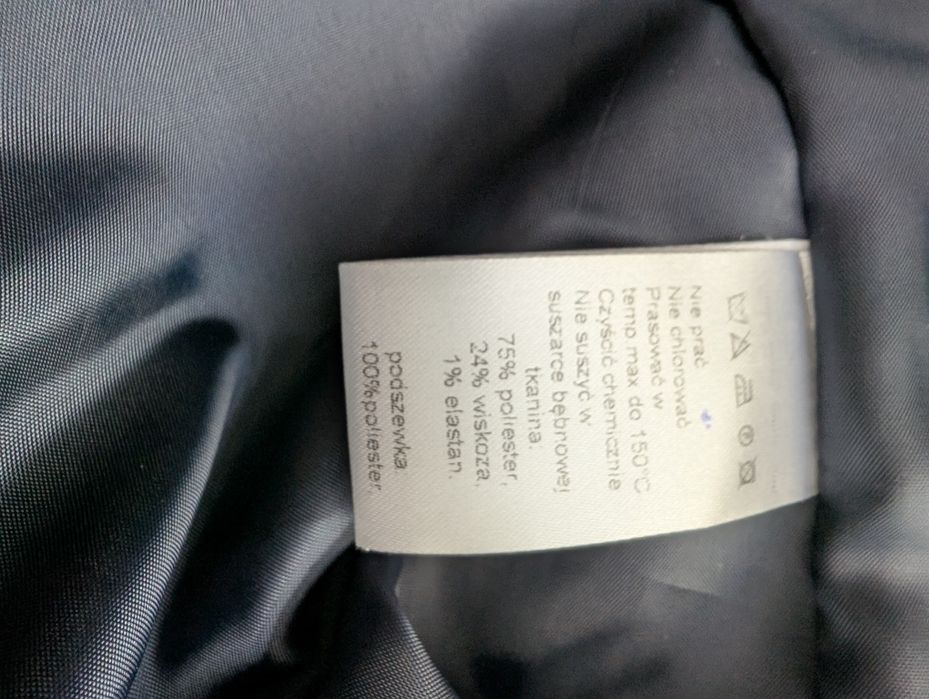 Nie prać
Nie chlorować
Prasować w
temp max do 150°C
Czyścić chemicznie
Nie suszyć w
suszarce bębnowej
tkanina:
75% poliester,
24% wiskoza,
1% elastan.
podszewka
100%poliester,